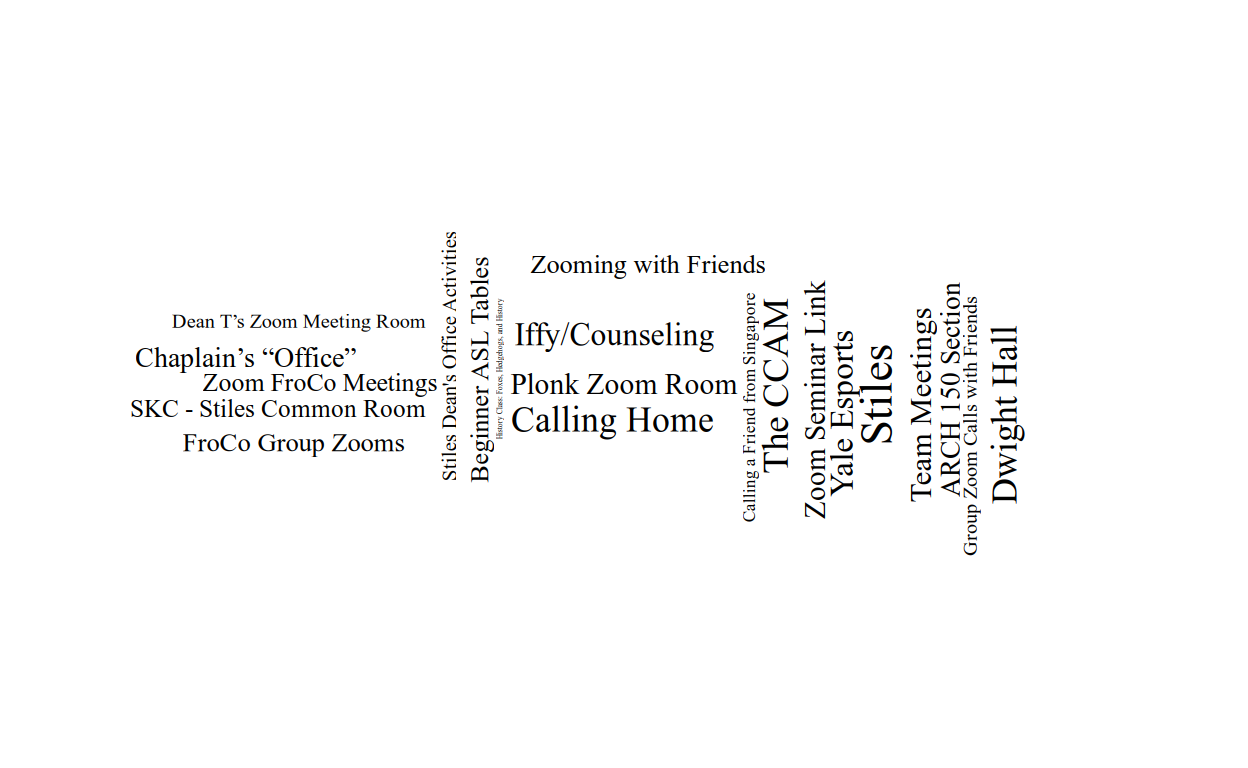 Dean T’s Zoom Meeting Room
Chaplain’s “Office”
Zoom FroCo Meetings
SKC - Stiles Common Room
FroCo Group Zooms
Stiles Dean's Office Activities
Beginner ASL Tables
History Class: Foxes, Hedgehogs, and History
Zooming with Friends
Iffy/Counseling
Plonk Zoom Room
Calling Home
Calling a Friend from Singapore
The CCAM
Zoom Seminar Link
Yale Esports
Stiles
Team Meetings
ARCH 150 Section
Group Zoom Calls with Friends
Dwight Hall